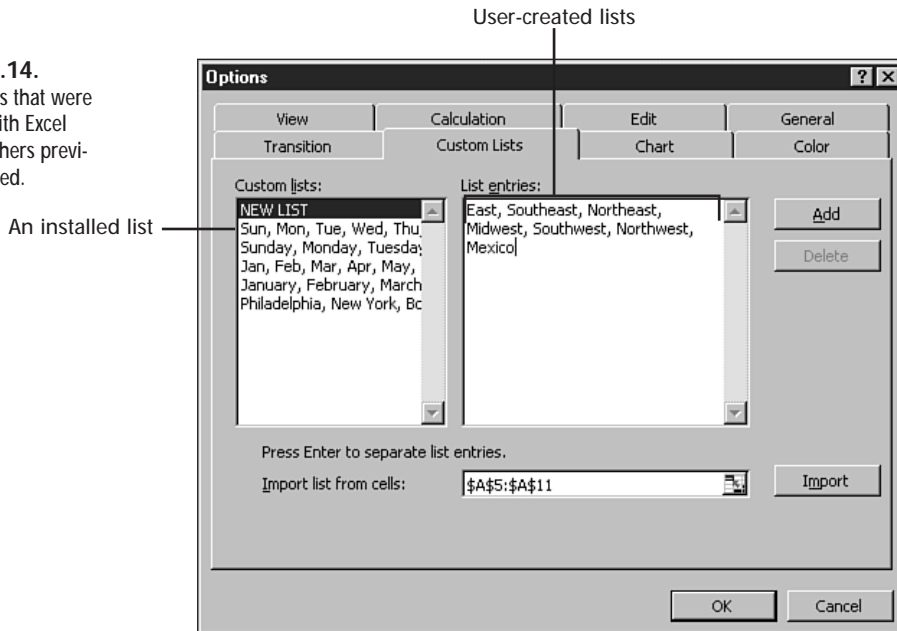 User-created lists
.14.
s that were
ith Excel
hers previ-
ed.
An installed list
Options
View Calculation Edit General
Transition Custom Lists Chart Color
Custom lists:
NEW LIST
Sun, Mon, Tue, Wed, Thu,
Sunday, Monday, Tuesday
Jan, Feb, Mar, Apr, May,
January, February, March
Philadelphia, New York, Bo
List entries:
East, Southeast, Northeast,
Midwest, Southwest, Northwest,
Mexico
Add
Delete
Press Enter to separate list entries.
Import list from cells: $A$5:$A$11 Import
OK Cancel